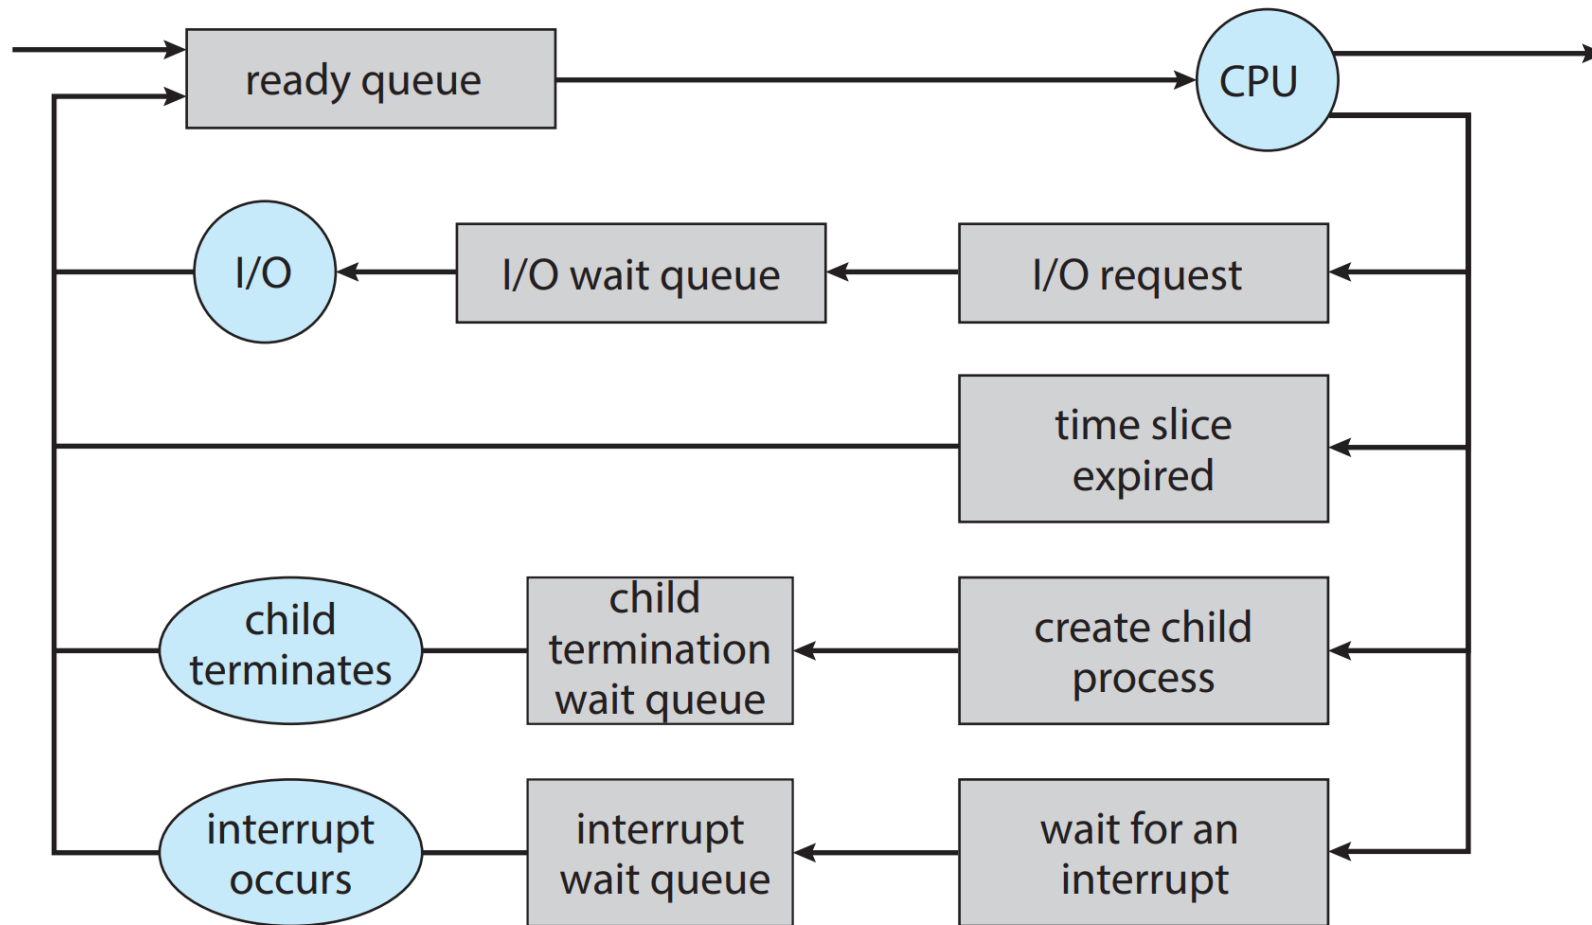 ready queue
CPU
I/O
I/O wait queue
I/O request
time slice
expired
child
terminates
child
termination
wait queue
create child
process
interrupt
occurs
interrupt
wait queue
wait for an
interrupt